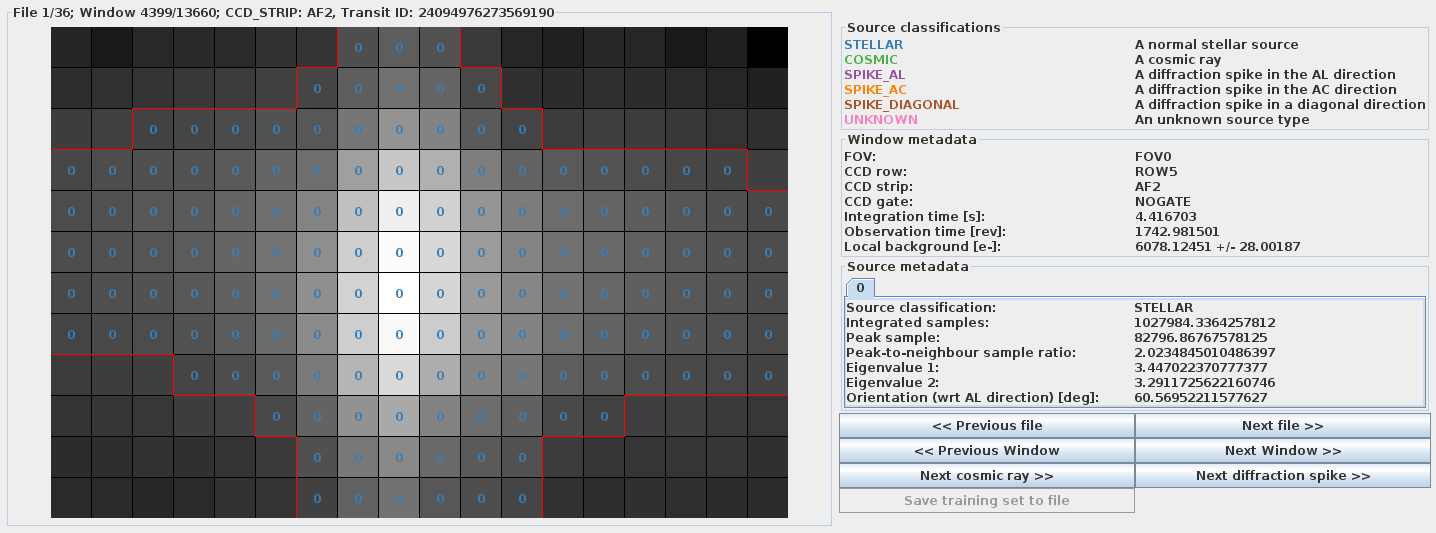 File 1/36; Window 4399/13660; CCD_STRIP: AF2, Transit ID: 24094976273569190
0 0 0
0 0 0 0 0
0 0 0 0 0 0 0 0 0 0
0 0 0 0 0 0 0 0 0 0 0 0 0 0 0 0 0
0 0 0 0 0 0 0 0 0 0 0 0 0 0 0 0 0 0
0 0 0 0 0 0 0 0 0 0 0 0 0 0 0 0 0 0
0 0 0 0 0 0 0 0 0 0 0 0 0 0 0 0 0 0
0 0 0 0 0 0 0 0 0 0 0 0 0 0 0 0 0 0
0 0 0 0 0 0 0 0 0 0 0 0 0 0 0
0 0 0 0 0 0 0 0 0
0 0 0 0 0 0
0 0 0 0 0 0
Source classifications
STELLAR A normal stellar source
COSMIC A cosmic ray
SPIKE_AL A diffraction spike in the AL direction
SPIKE_AC A diffraction spike in the AC direction
SPIKE_DIAGONAL A diffraction spike in a diagonal direction
UNKNOWN An unknown source type
Window metadata
FOV: FOV0
CCD row: ROW5
CCD strip: AF2
CCD gate: NOGATE
Integration time [s]: 4.416703
Observation time [rev]: 1742.981501
Local background [e-]: 6078.12451 +/- 28.00187
Source metadata
0
Source classification: STELLAR
Integrated samples: 1027984.3364257812
Peak sample: 82796.86767578125
Peak-to-neighbour sample ratio: 2.0234845010486397
Eigenvalue 1: 3.447022370777377
Eigenvalue 2: 3.2911725622160746
Orientation (wrt AL direction) [deg]: 60.56952211577627
<< Previous file Next file >>
<< Previous Window Next Window >>
Next cosmic ray >> Next diffraction spike >>
Save training set to file